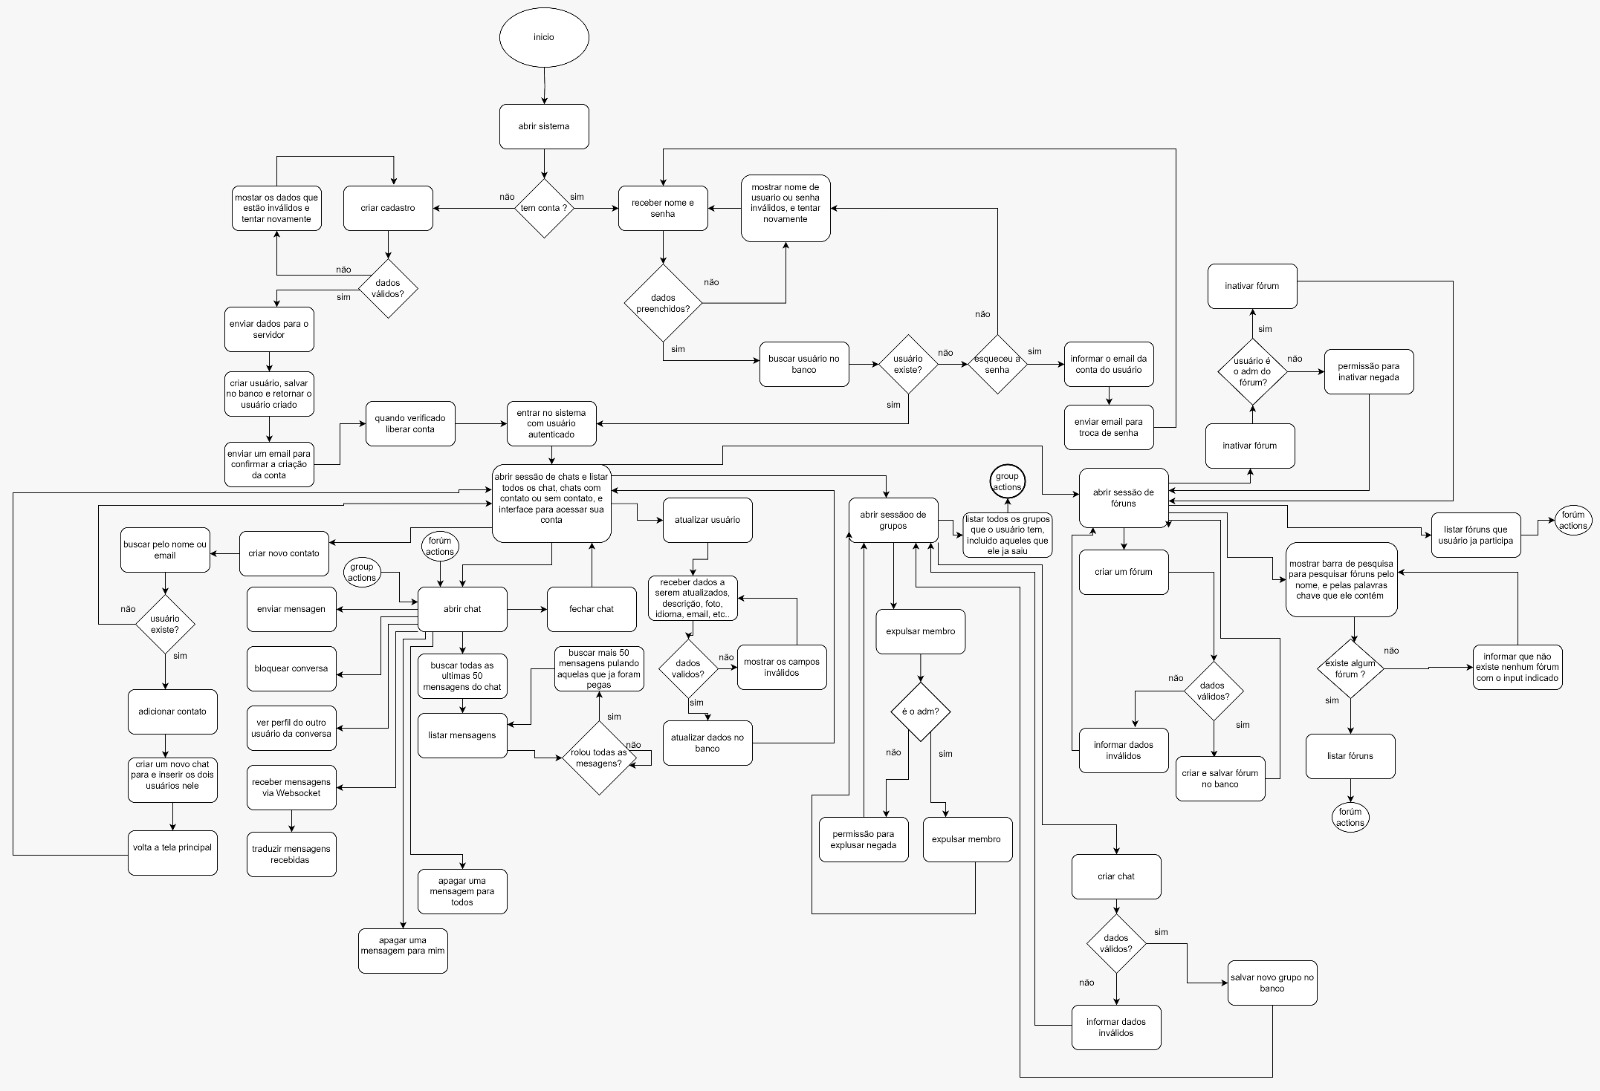 inicio
abrir sistema
não
tem conta ?
sim
mostar os dados que
estão inválidos e
tentar novamente
criar cadastro
receber nome e
senha
mostrar nome de
usuario ou senha
inválidos, e tentar
novamente
não
dados
válidos?
sim
dados
preenchidos?
não
sim
enviar dados para o
servidor
criar usuário, salvar
no banco e retornar o
usuário criado
enviar um email para
confirmar a criação
da conta
quando verificado
liberar conta
entrar no sistema
com usuário
autenticado
buscar usuário no
banco
usuário
existe?
não
sim
não
esqueceu a
senha
sim
informar o email da
conta do usuário
enviar email para
troca de senha
inativar fórum
sim
usuário é
o adm do
fórum?
não
permissão para
inativar negada
inativar fórum
abrir sessão de chats e listar
todos os chat, chats com
contato ou sem contato, e
interface para acessar sua
conta
atualizar usuário
abrir sessãoo de
grupos
group
actions
listar todos os grupos
que o usuário tem,
incluido aqueles que
ele ja saiu
abrir sessão de
fóruns
listar fóruns que
usuário ja participa
forúm
actions
buscar pelo nome ou
email
criar novo contato
group
actions
forúm
actions
não
usuário
existe?
sim
adicionar contato
criar um novo chat
para e inserir os dois
usuários nele
volta a tela principal
abrir chat
fechar chat
enviar mensagen
bloquear conversa
ver perfil do outro
usuário da conversa
receber mensagens
via Websocket
traduzir mensagens
recebidas
buscar todas as
ultimas 50
mensagens do chat
listar mensagens
buscar mais 50
mensagens pulando
aquelas que ja foram
pegas
sim
não
rolou todas as
mesagens?
apagar uma
mensagem para
todos
apagar uma
mensagem para mim
receber dados a
serem atualizados,
descrição, foto,
idioma, email, etc..
dados
validos?
não
sim
mostrar os campos
inválidos
atualizar dados no
banco
expulsar membro
é o adm?
não
sim
permissão para
explusar negada
expulsar membro
criar um fórum
não
dados
válidos?
sim
informar dados
inválidos
criar e salvar fórum
no banco
mostrar barra de pesquisa
para pesquisar fóruns pelo
nome, e pelas palavras
chave que ele contém
existe algum
fórum ?
não
sim
informar que não
existe nenhum fórum
com o input indicado
listar fóruns
forúm
actions
criar chat
dados
válidos?
sim
não
salvar novo grupo no
banco
informar dados
inválidos